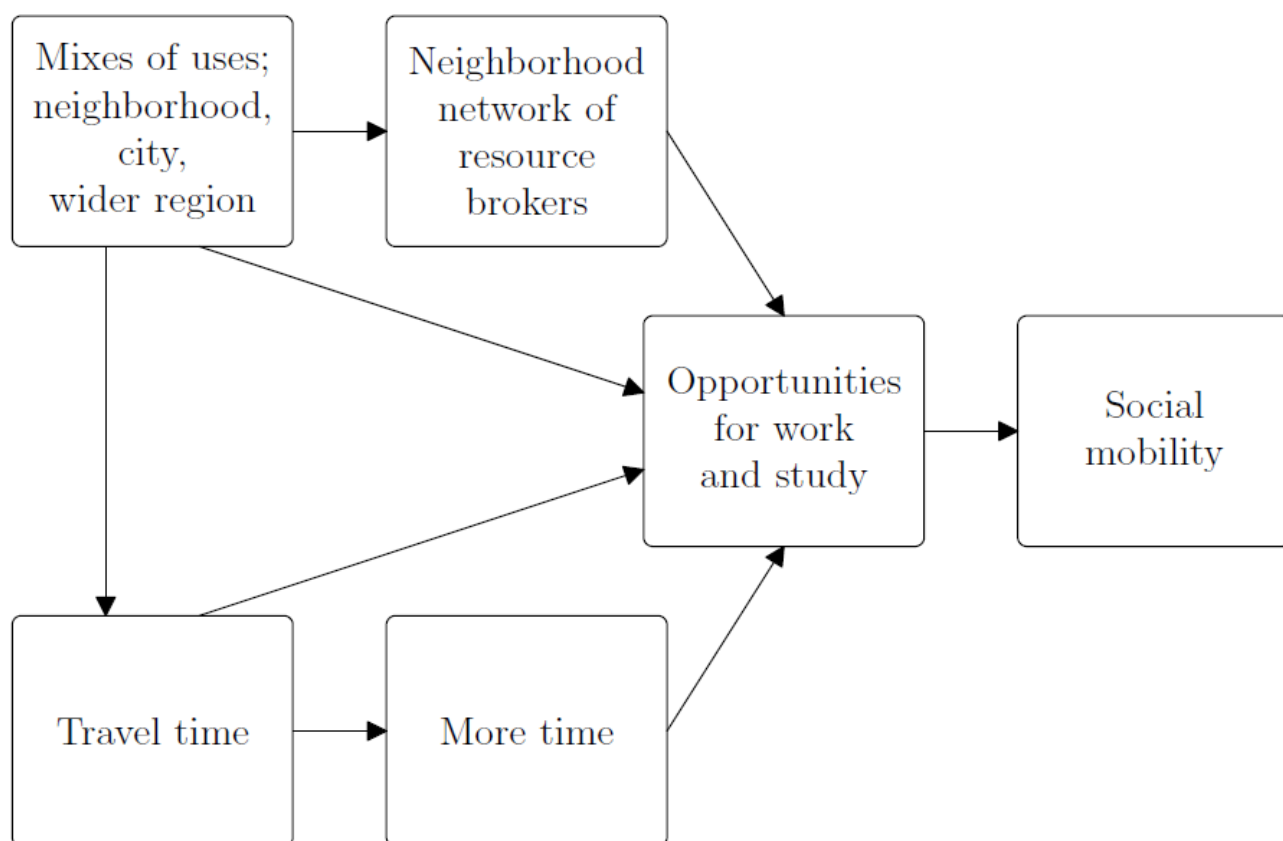 Mixes of uses;
neighborhood,
city,
wider region
Neighborhood
network of
resource
brokers
Opportunities
for work
and study
Social
mobility
Travel time
More time